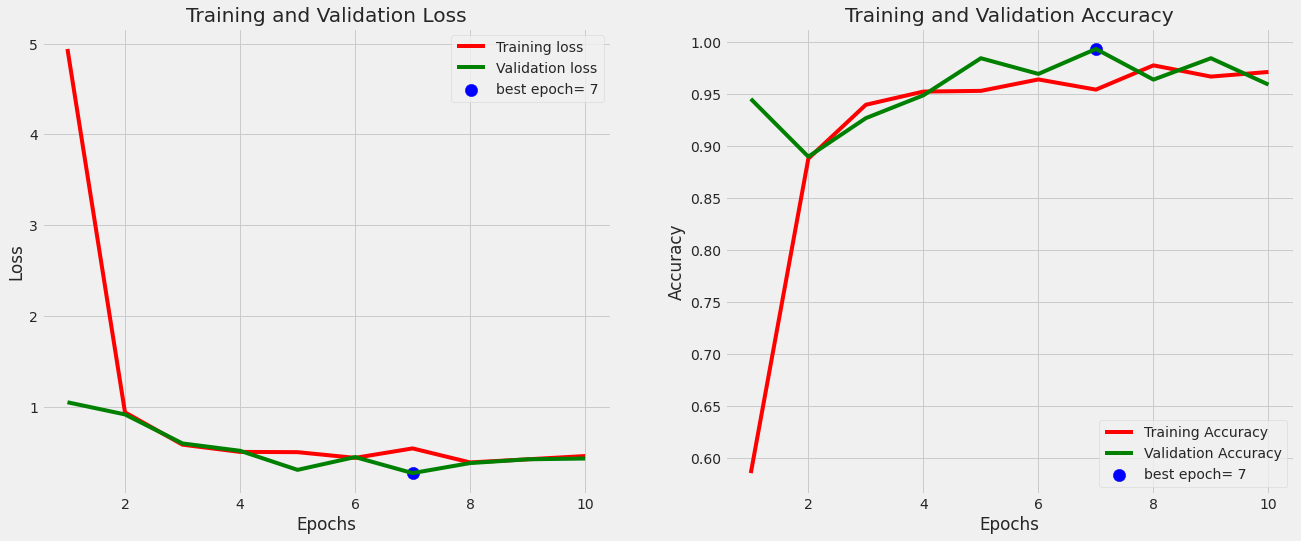 Training and Validation Loss
5
4
3
2
1
Loss
2
4
6
8
10
Epochs
Training loss
Validation loss
best epoch= 7
Training and Validation Accuracy
1.00
0.95
0.90
0.85
0.80
0.75
0.70
0.65
0.60
Accuracy
2
4
6
8
10
Epochs
Training Accuracy
Validation Accuracy
best epoch= 7